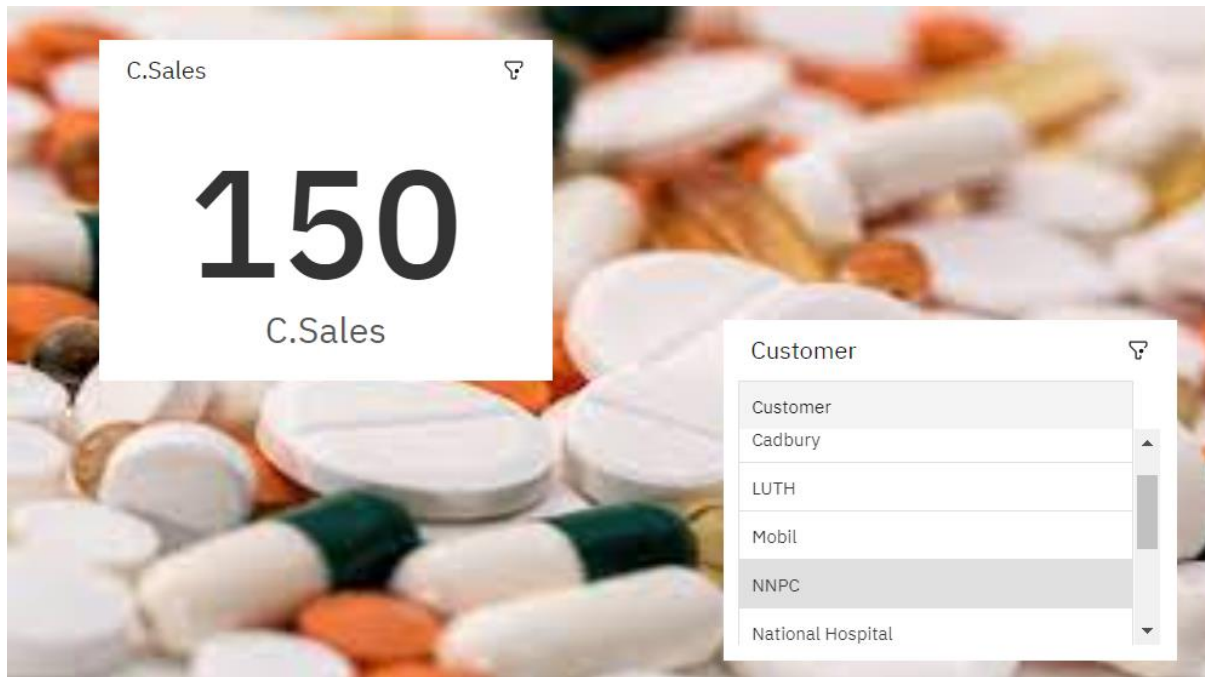 C.Sales
150
C.Sales
Customer
Customer
Cadbury
LUTH
Mobil
NNPC
National Hospital